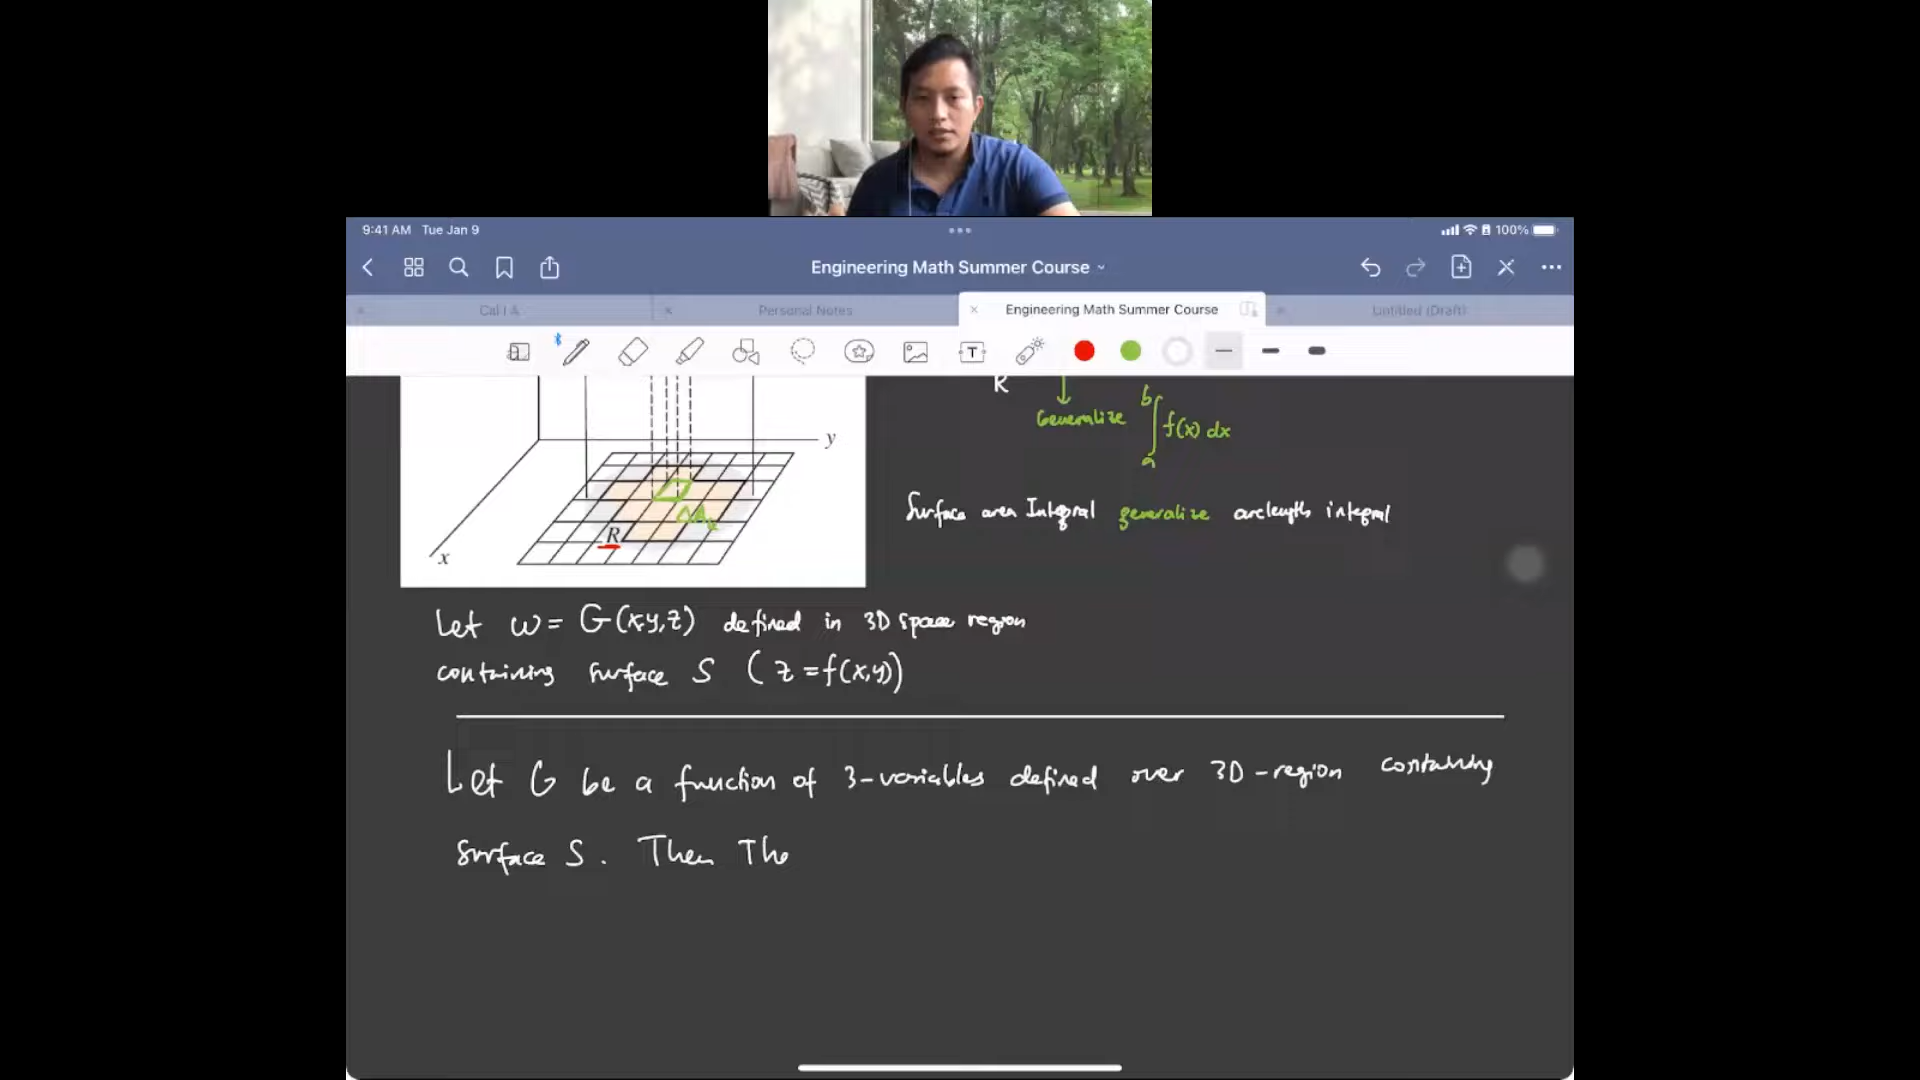 9:41 AM Tue Jan 9
100%
Engineering Math Summer Course
Cal I &
Personal Notes
Engineering Math Summer Course
Untitled (Draft)
T
R
Generalize
b
∫ f(x) dx
a
y
ΔAₖ
R
x
Surface area Integral generalize arclength integral
Let w = G(x,y,z) defined in 3D space region
containing surface S (z = f(x,y))
Let G be a function of 3-variables defined over 3D-region containing
surface S. Then The